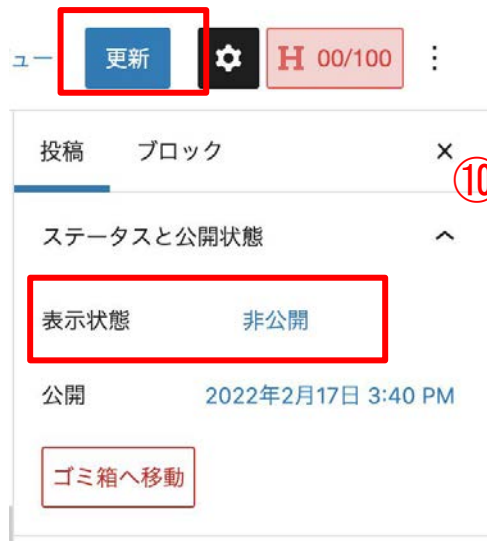 ュー 更新 H 00/100
投稿 ブロック ×
⑩
ステータスと公開状態
表示状態 非公開
公開 2022年2月17日 3:40 PM
ゴミ箱へ移動